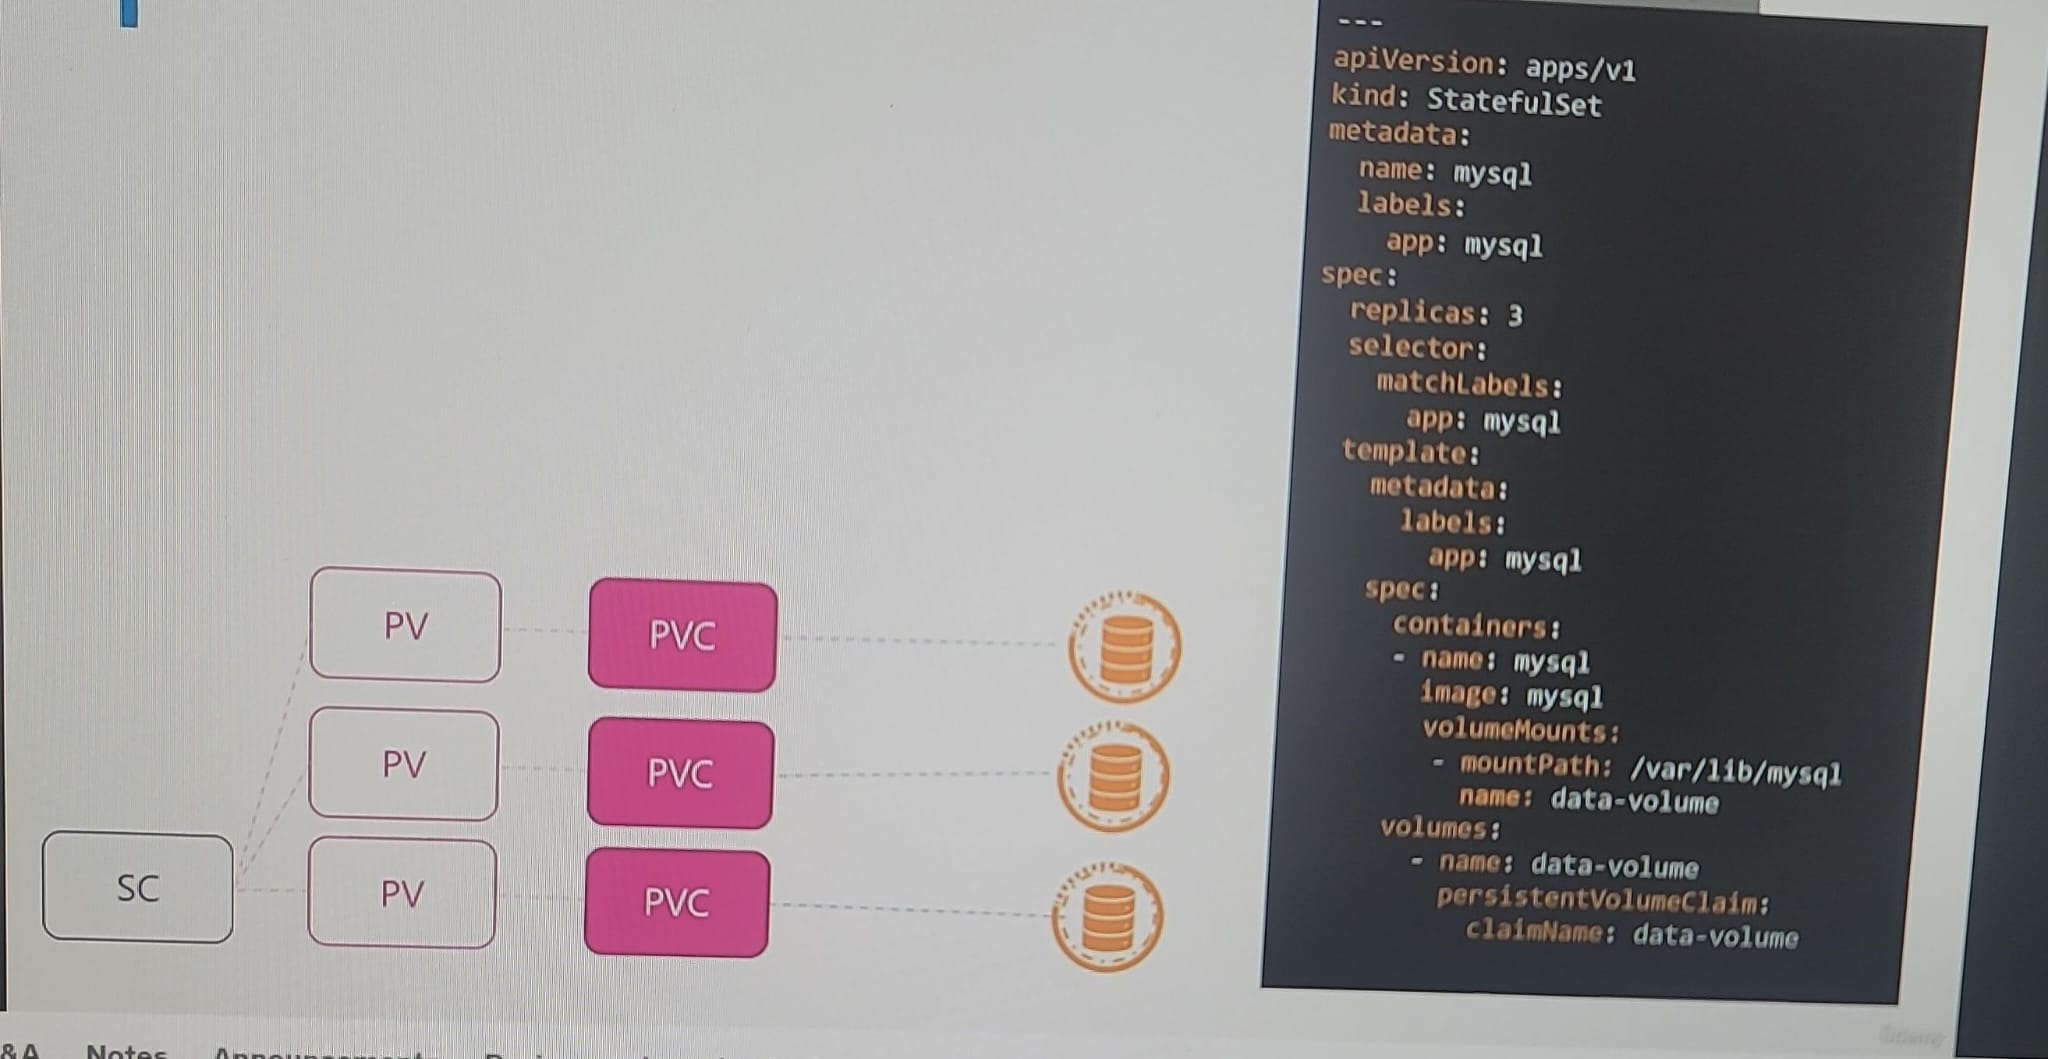 PV
PVC
PV
PVC
SC
PV
PVC
---
apiVersion: apps/v1
kind: StatefulSet
metadata:
  name: mysql
  labels:
    app: mysql
spec:
  replicas: 3
  selector:
    matchLabels:
      app: mysql
  template:
    metadata:
      labels:
        app: mysql
    spec:
      containers:
      - name: mysql
        image: mysql
        volumeMounts:
        - mountPath: /var/lib/mysql
          name: data-volume
      volumes:
      - name: data-volume
        persistentVolumeClaim:
          claimName: data-volume
&A Notes